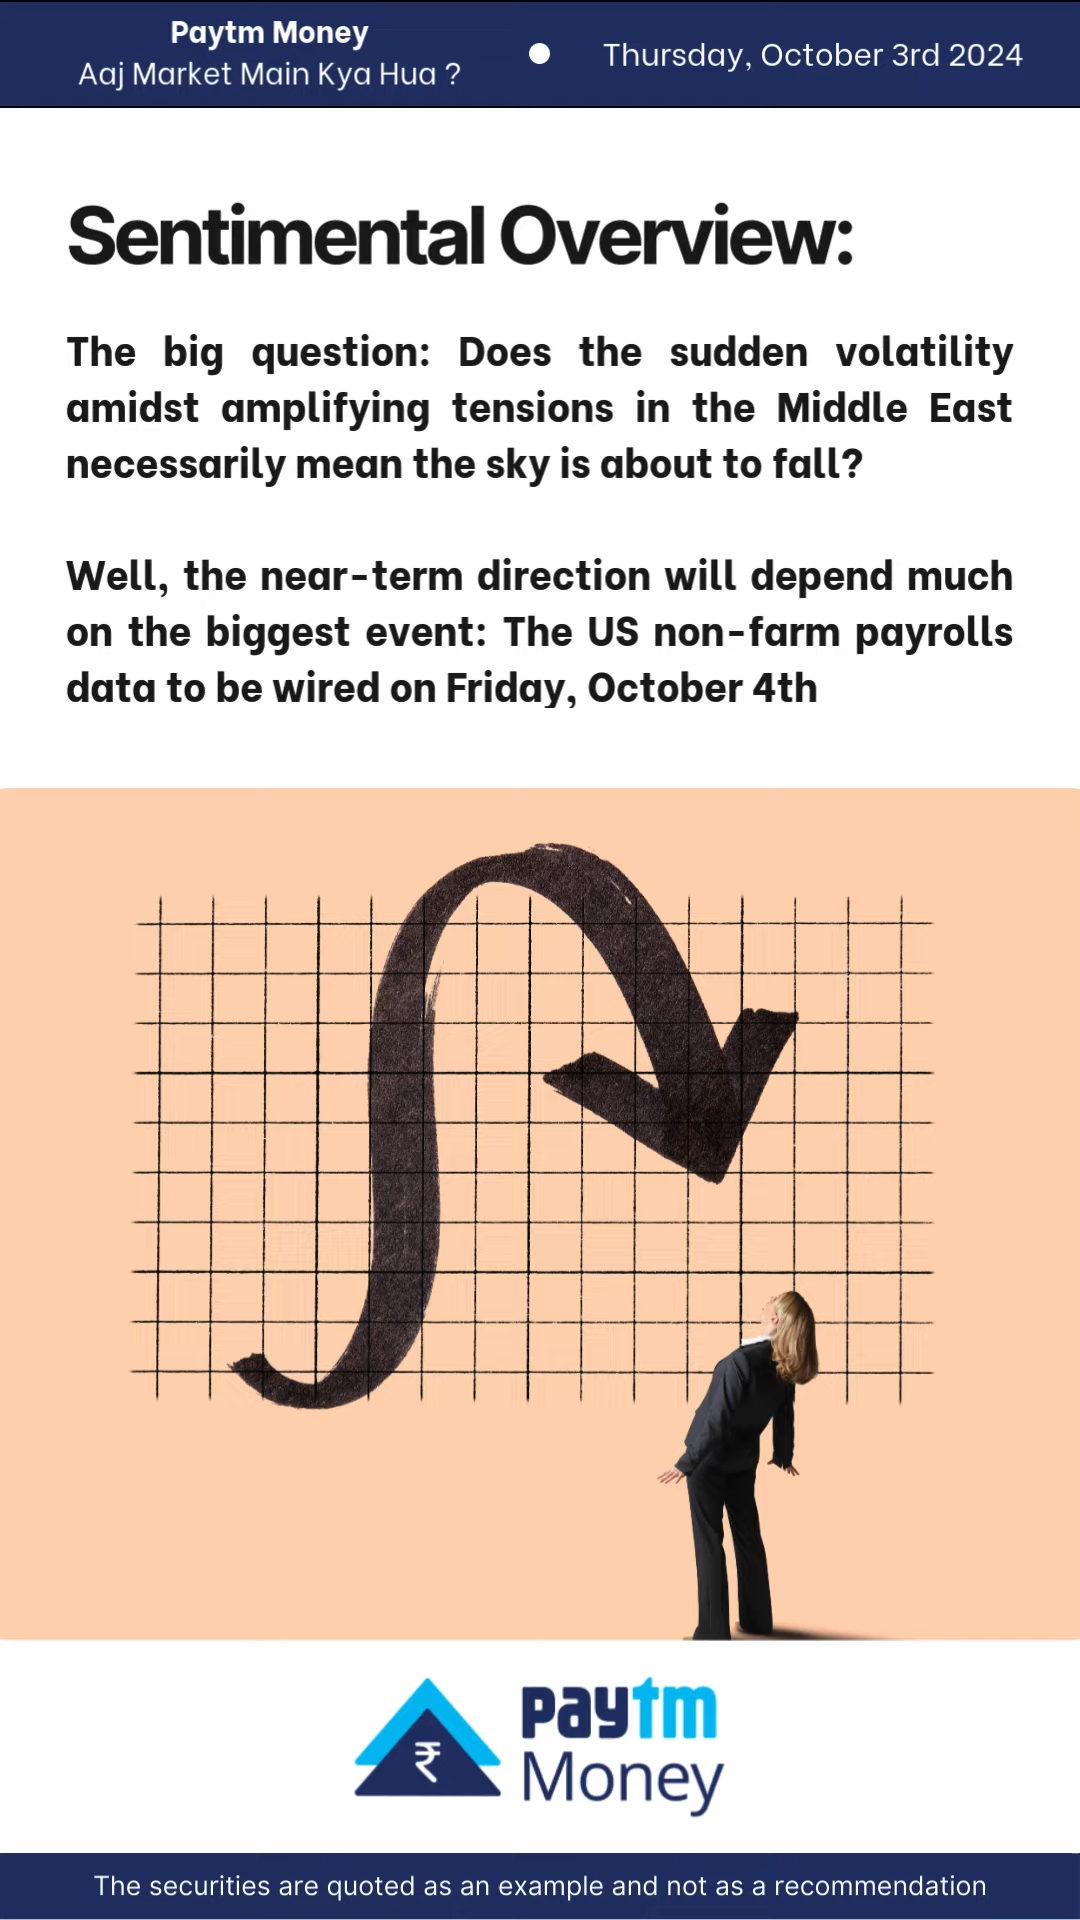 Paytm Money
Aaj Market Main Kya Hua ?
Thursday, October 3rd 2024
Sentimental Overview:
The big question: Does the sudden volatility
amidst amplifying tensions in the Middle East
necessarily mean the sky is about to fall?
Well, the near-term direction will depend much
on the biggest event: The US non-farm payrolls
data to be wired on Friday, October 4th
₹
paytm
Money
The securities are quoted as an example and not as a recommendation